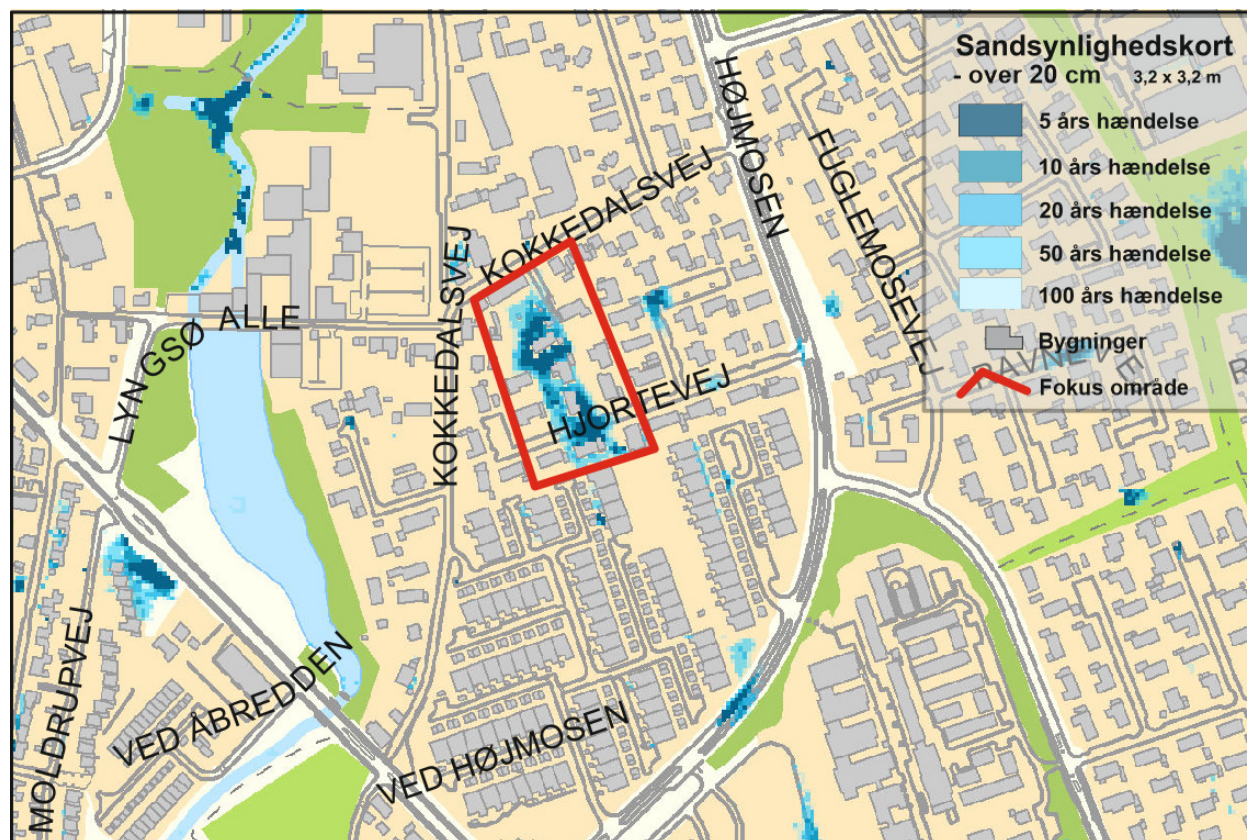 Sandsynlighedskort
- over 20 cm 3,2 x 3,2 m
5 års hændelse
10 års hændelse
20 års hændelse
50 års hændelse
100 års hændelse
Bygninger
Fokus område
HØJMOSEN
FUGLEMOSEVEJ
KOKKEDALSVEJ
KOKKEDALSVEJ
LYNGSØ ALLE
HJORTEVEJ
RAVNEVEJ
R
MOLDRUPVEJ
VED ÅBREDDEN
VED HØJMOSEN